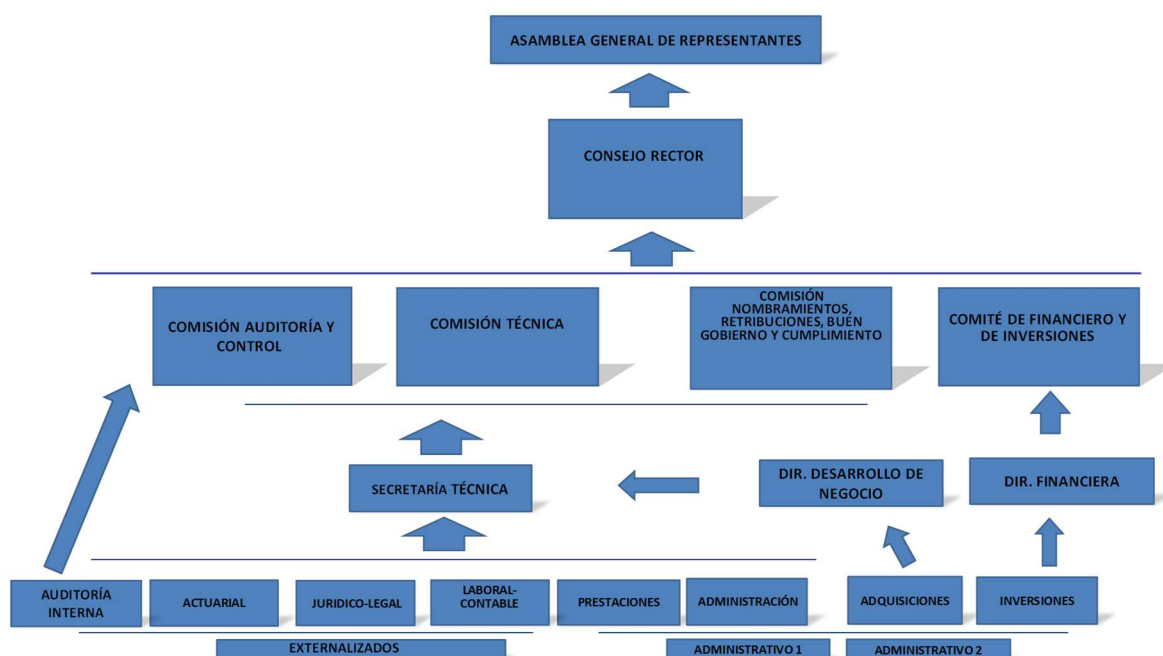 ASAMBLEA GENERAL DE REPRESENTANTES
CONSEJO RECTOR
COMISIÓN AUDITORÍA Y
CONTROL
COMISIÓN TÉCNICA
COMISIÓN
NOMBRAMIENTOS,
RETRIBUCIONES, BUEN
GOBIERNO Y CUMPLIMIENTO
COMITÉ DE FINANCIERO Y
DE INVERSIONES
SECRETARÍA TÉCNICA
DIR. DESARROLLO DE
NEGOCIO
DIR. FINANCIERA
AUDITORÍA
INTERNA
ACTUARIAL
JURIDICO-LEGAL
LABORAL-
CONTABLE
PRESTACIONES
ADMINISTRACIÓN
ADQUISICIONES
INVERSIONES
EXTERNALIZADOS
ADMINISTRATIVO 1
ADMINISTRATIVO 2